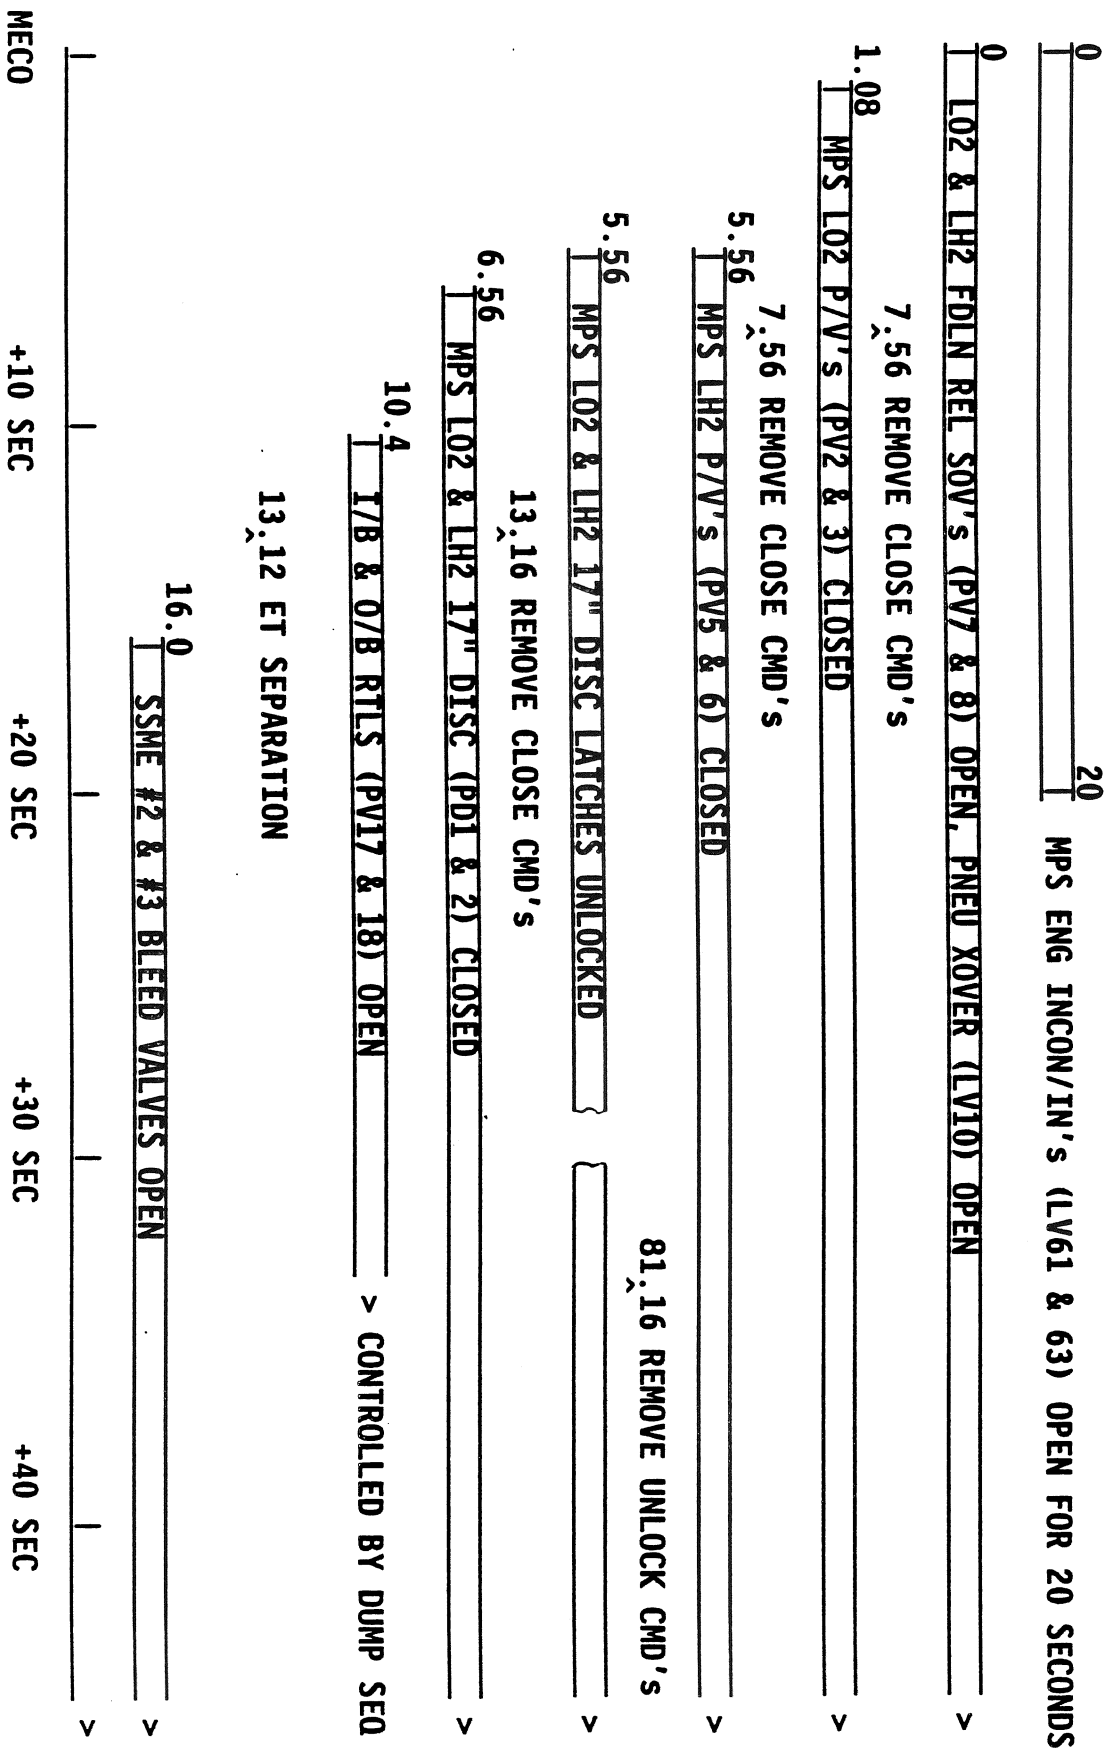 0
20
MPS ENG INCON/IN's (LV61 & 63) OPEN FOR 20 SECONDS
0
LO2 & LH2 FDLN REL SOV's (PV7 & 8) OPEN, PNEU XOVER (LV10) OPEN >
7.56 REMOVE CLOSE CMD's
^
1.08
MPS LO2 P/V's (PV2 & 3) CLOSED >
7.56 REMOVE CLOSE CMD's
^
5.56
MPS LH2 P/V's (PV5 & 6) CLOSED >
81.16 REMOVE UNLOCK CMD's
^
5.56
MPS LO2 & LH2 17" DISC LATCHES UNLOCKED >
13.16 REMOVE CLOSE CMD's
^
6.56
MPS LO2 & LH2 17" DISC (PD1 & 2) CLOSED >
10.4
I/B & O/B RTLS (PV17 & 18) OPEN > CONTROLLED BY DUMP SEQ
13.12 ET SEPARATION
^
16.0
SSME #2 & #3 BLEED VALVES OPEN >
>
MECO +10 SEC +20 SEC +30 SEC +40 SEC